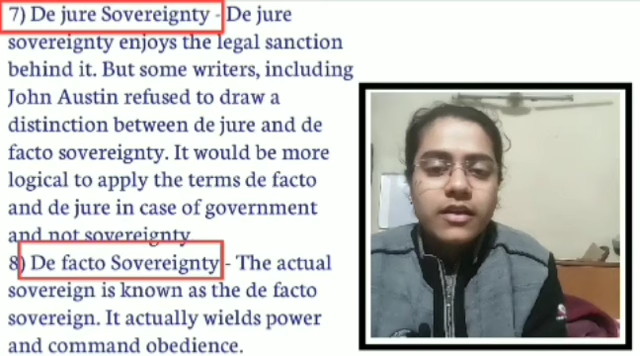 7) De jure Sovereignty - De jure
sovereignty enjoys the legal sanction
behind it. But some writers, including
John Austin refused to draw a
distinction between de jure and de
facto sovereignty. It would be more
logical to apply the terms de facto
and de jure in case of government
and not sovereignty
8) De facto Sovereignty - The actual
sovereign is known as the de facto
sovereign. It actually wields power
and command obedience.